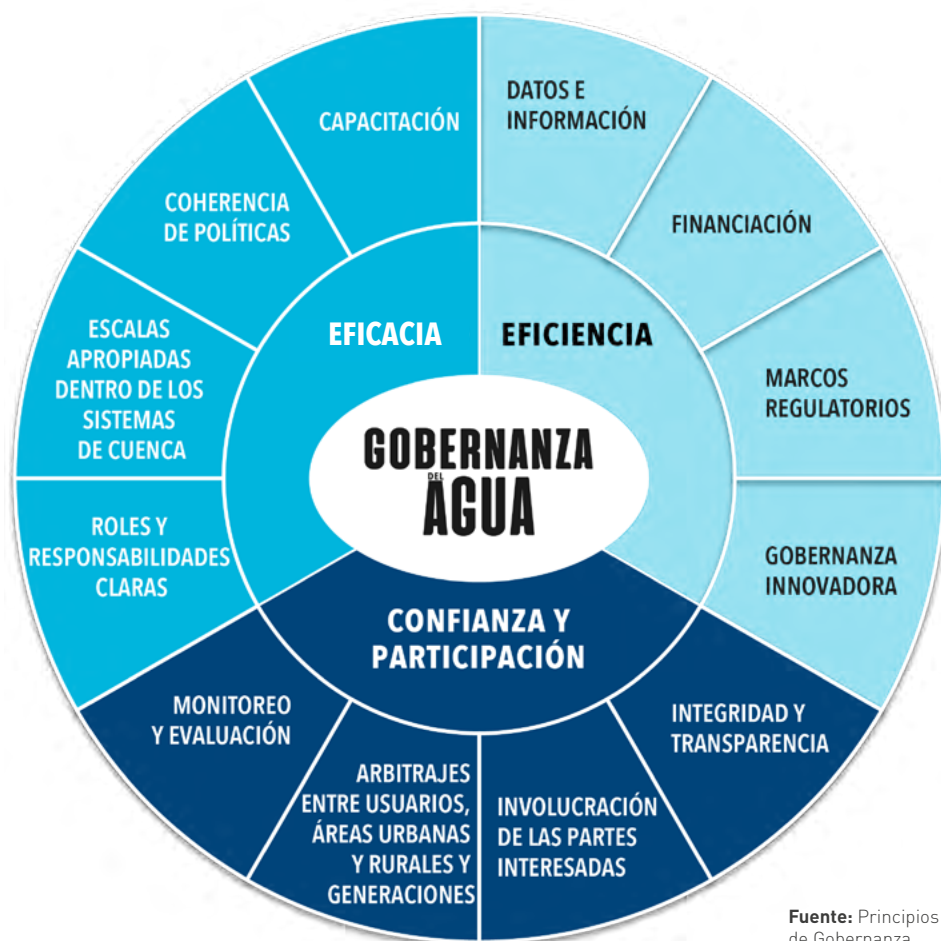 CAPACITACIÓN
DATOS E
INFORMACIÓN
COHERENCIA
DE POLÍTICAS
FINANCIACIÓN
ESCALAS
APROPIADAS
DENTRO DE LOS
SISTEMAS
DE CUENCA
EFICACIA
EFICIENCIA
MARCOS
REGULATORIOS
GOBERNANZA
DEL
AGUA
ROLES Y
RESPONSABILIDADES
CLARAS
GOBERNANZA
INNOVADORA
CONFIANZA Y
PARTICIPACIÓN
MONITOREO
Y EVALUACIÓN
INTEGRIDAD Y
TRANSPARENCIA
ARBITRAJES
ENTRE USUARIOS,
ÁREAS URBANAS
Y RURALES Y
GENERACIONES
INVOLUCRACIÓN
DE LAS PARTES
INTERESADAS
Fuente: Principios
de Gobernanza